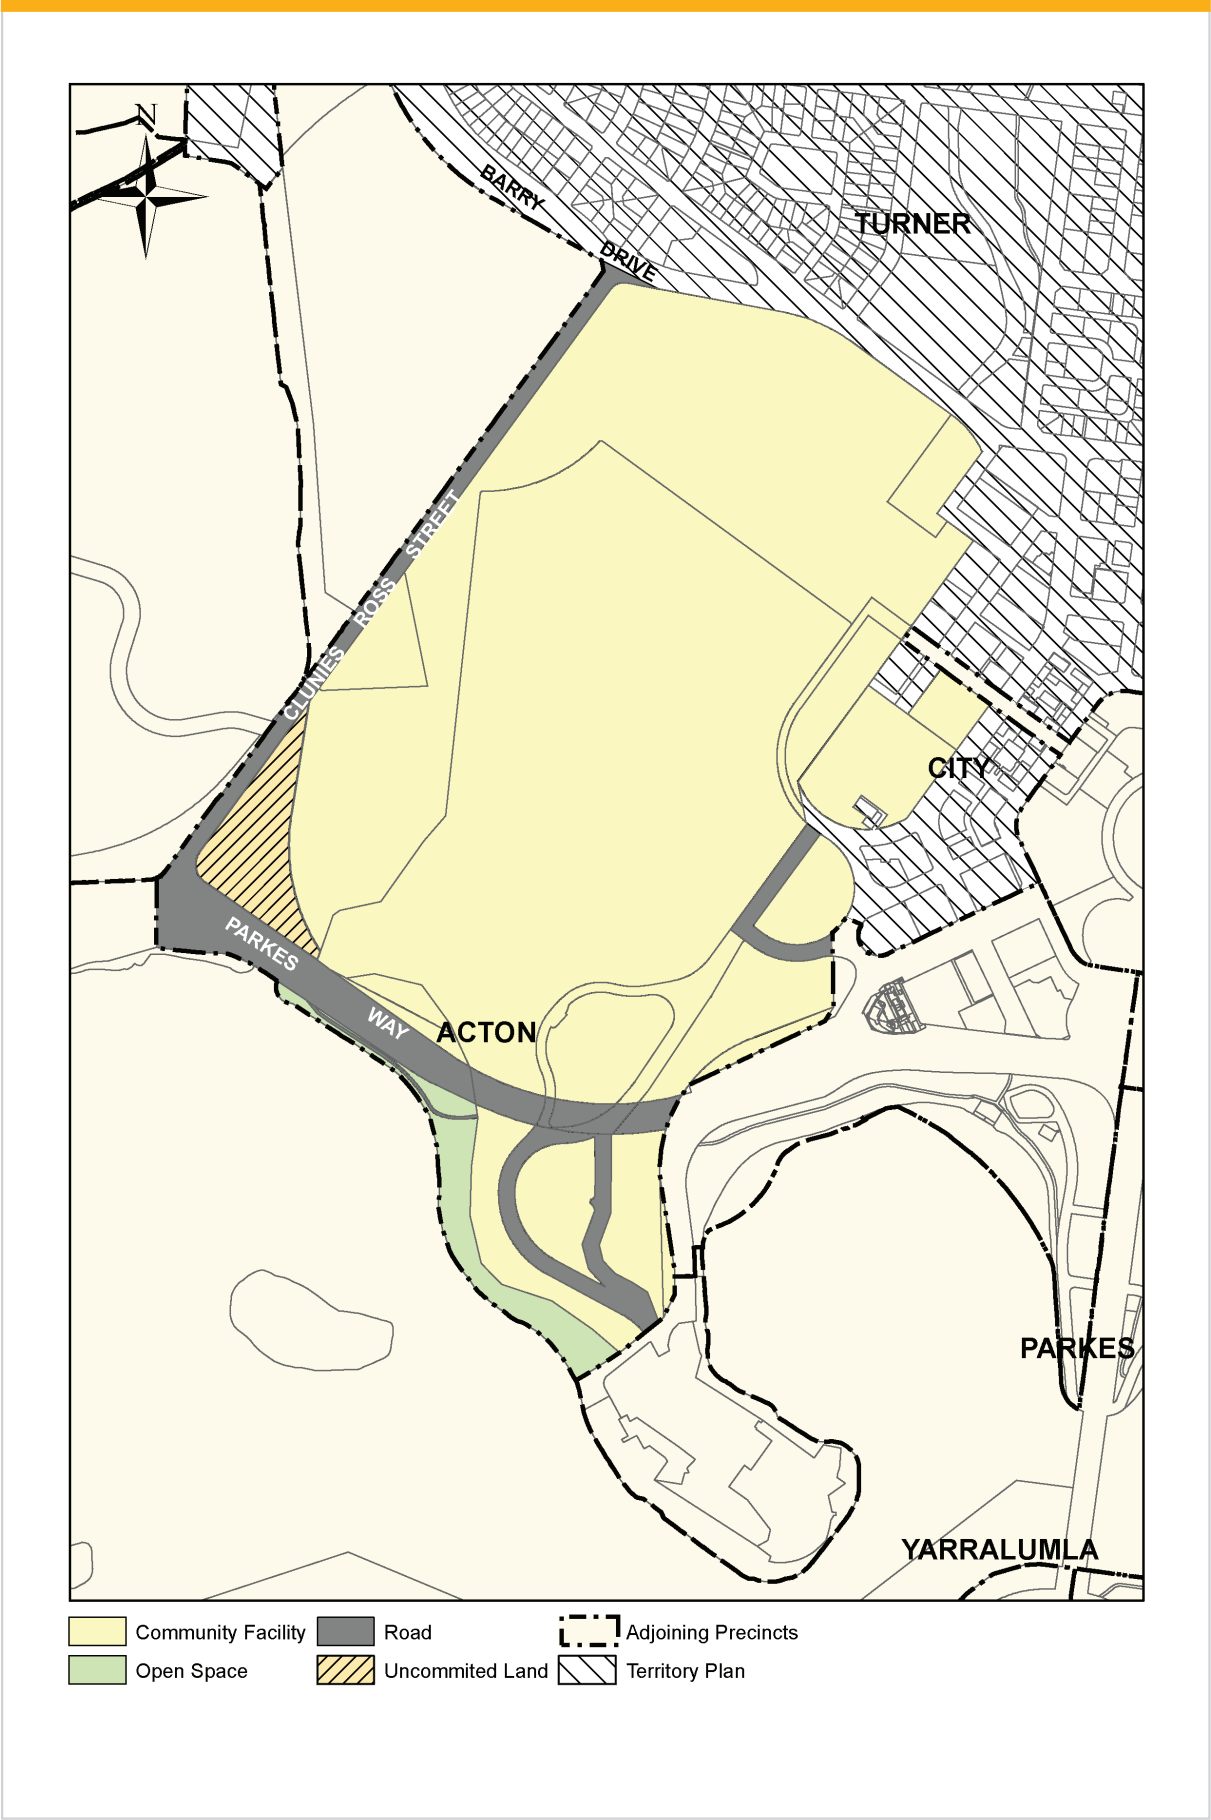 N
BARRY
DRIVE
TURNER
CLUNIES ROSS STREET
CITY
PARKES
WAY
ACTON
PARKES
YARRALUMLA
Community Facility
Road
Adjoining Precincts
Open Space
Uncommited Land
Territory Plan